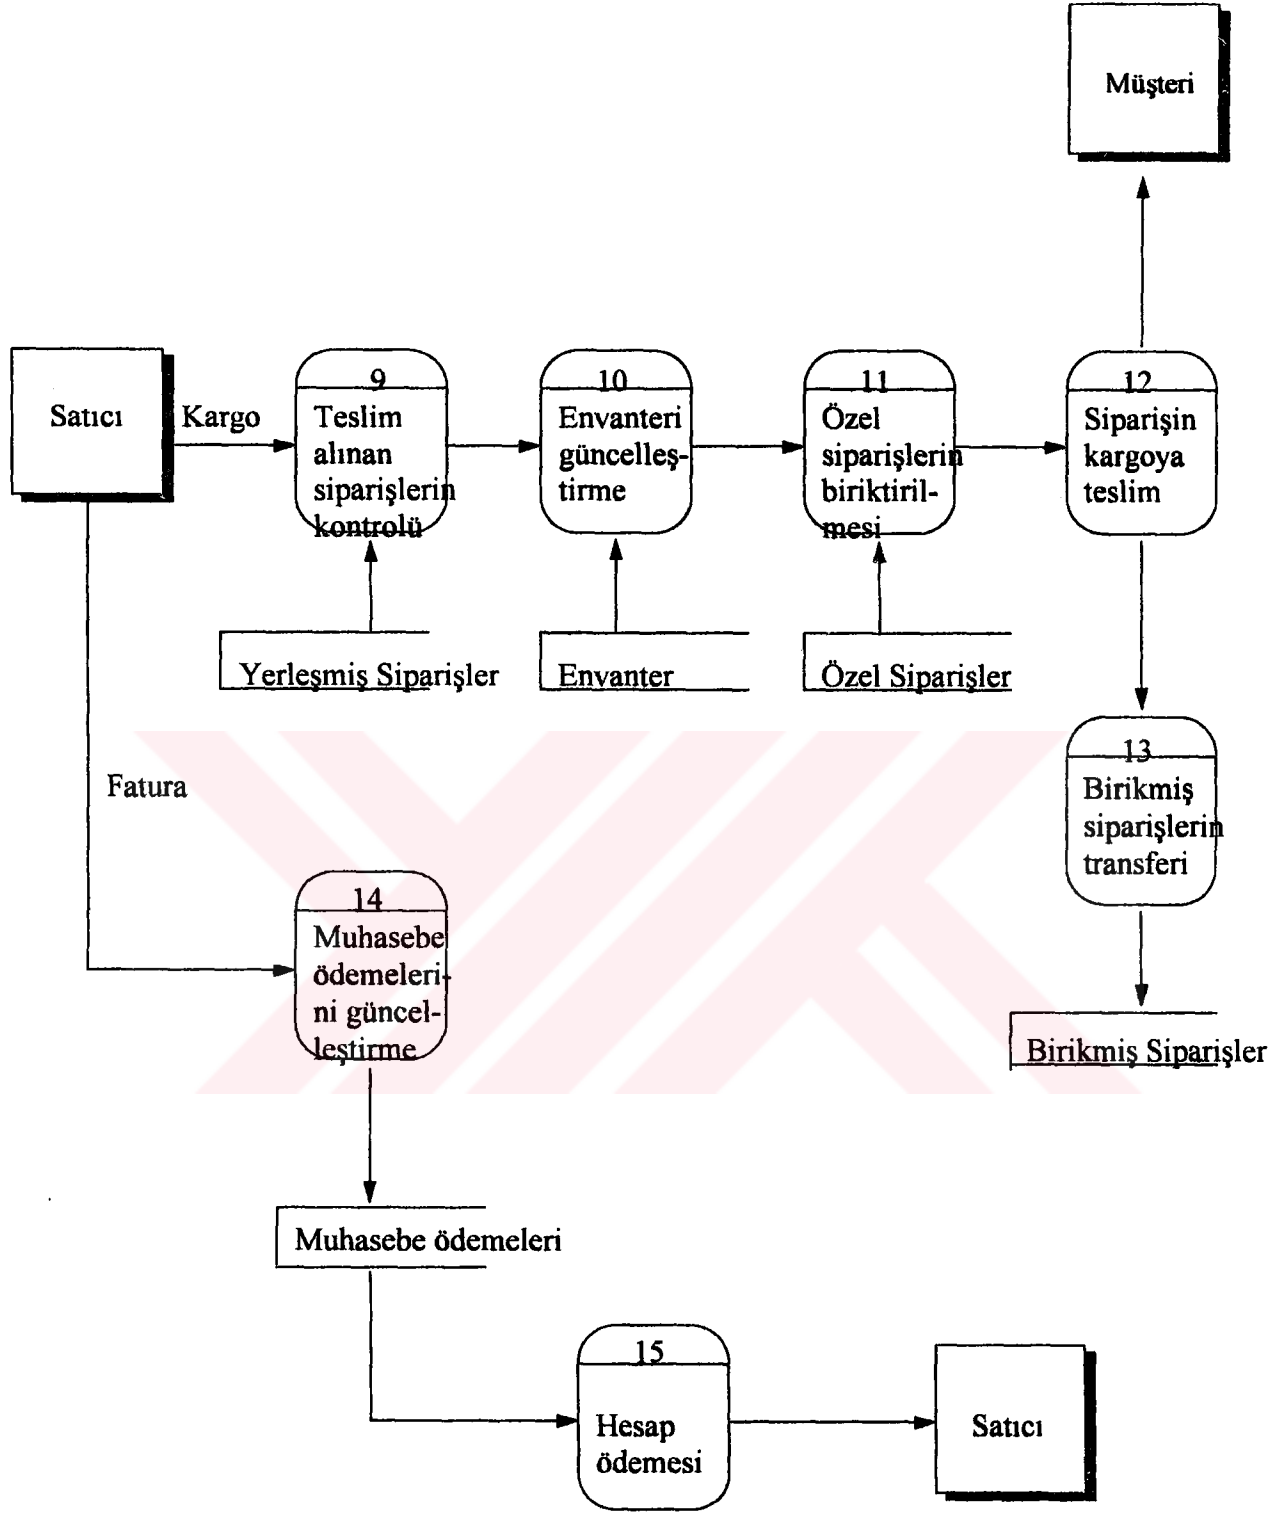 Müşteri
Satıcı
Kargo
9
Teslim
alınan
siparişlerin
kontrolü
10
Envanteri
güncelleş-
tirme
11
Özel
siparişlerin
biriktiril-
mesi
12
Siparişin
kargoya
teslim
Yerleşmiş Siparişler
Envanter
Özel Siparişler
Fatura
13
Birikmiş
siparişlerin
transferi
14
Muhasebe
ödemeleri-
ni güncel-
leştirme
Birikmiş Siparişler
Muhasebe ödemeleri
15
Hesap
ödemesi
Satıcı